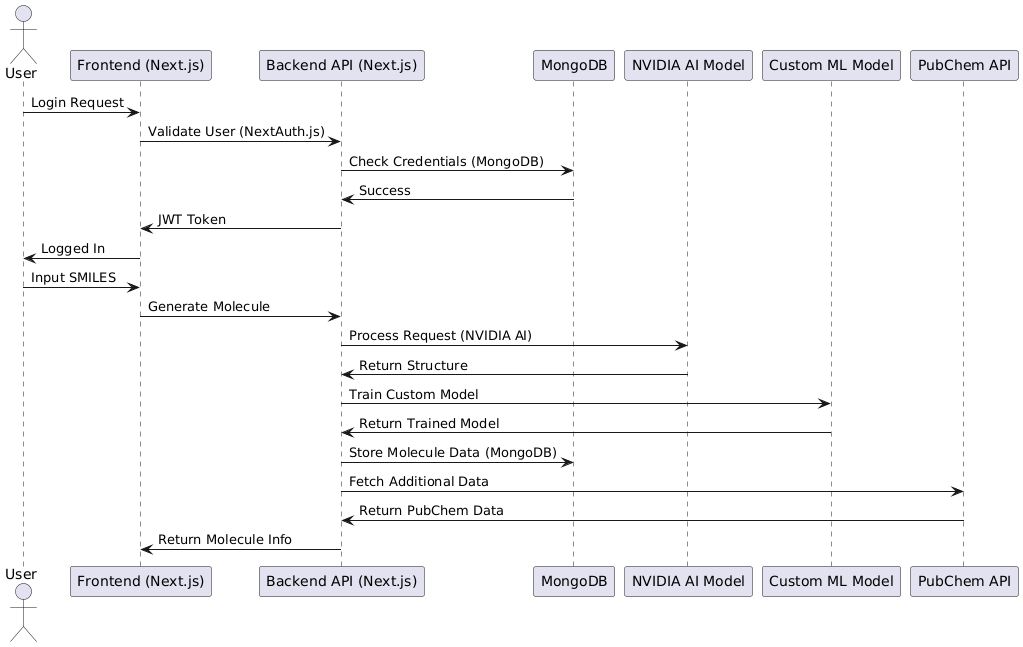 User
Frontend (Next.js)
Backend API (Next.js)
MongoDB
NVIDIA AI Model
Custom ML Model
PubChem API
Login Request
Validate User (NextAuth.js)
Check Credentials (MongoDB)
Success
JWT Token
Logged In
Input SMILES
Generate Molecule
Process Request (NVIDIA AI)
Return Structure
Train Custom Model
Return Trained Model
Store Molecule Data (MongoDB)
Fetch Additional Data
Return PubChem Data
Return Molecule Info
User
Frontend (Next.js)
Backend API (Next.js)
MongoDB
NVIDIA AI Model
Custom ML Model
PubChem API